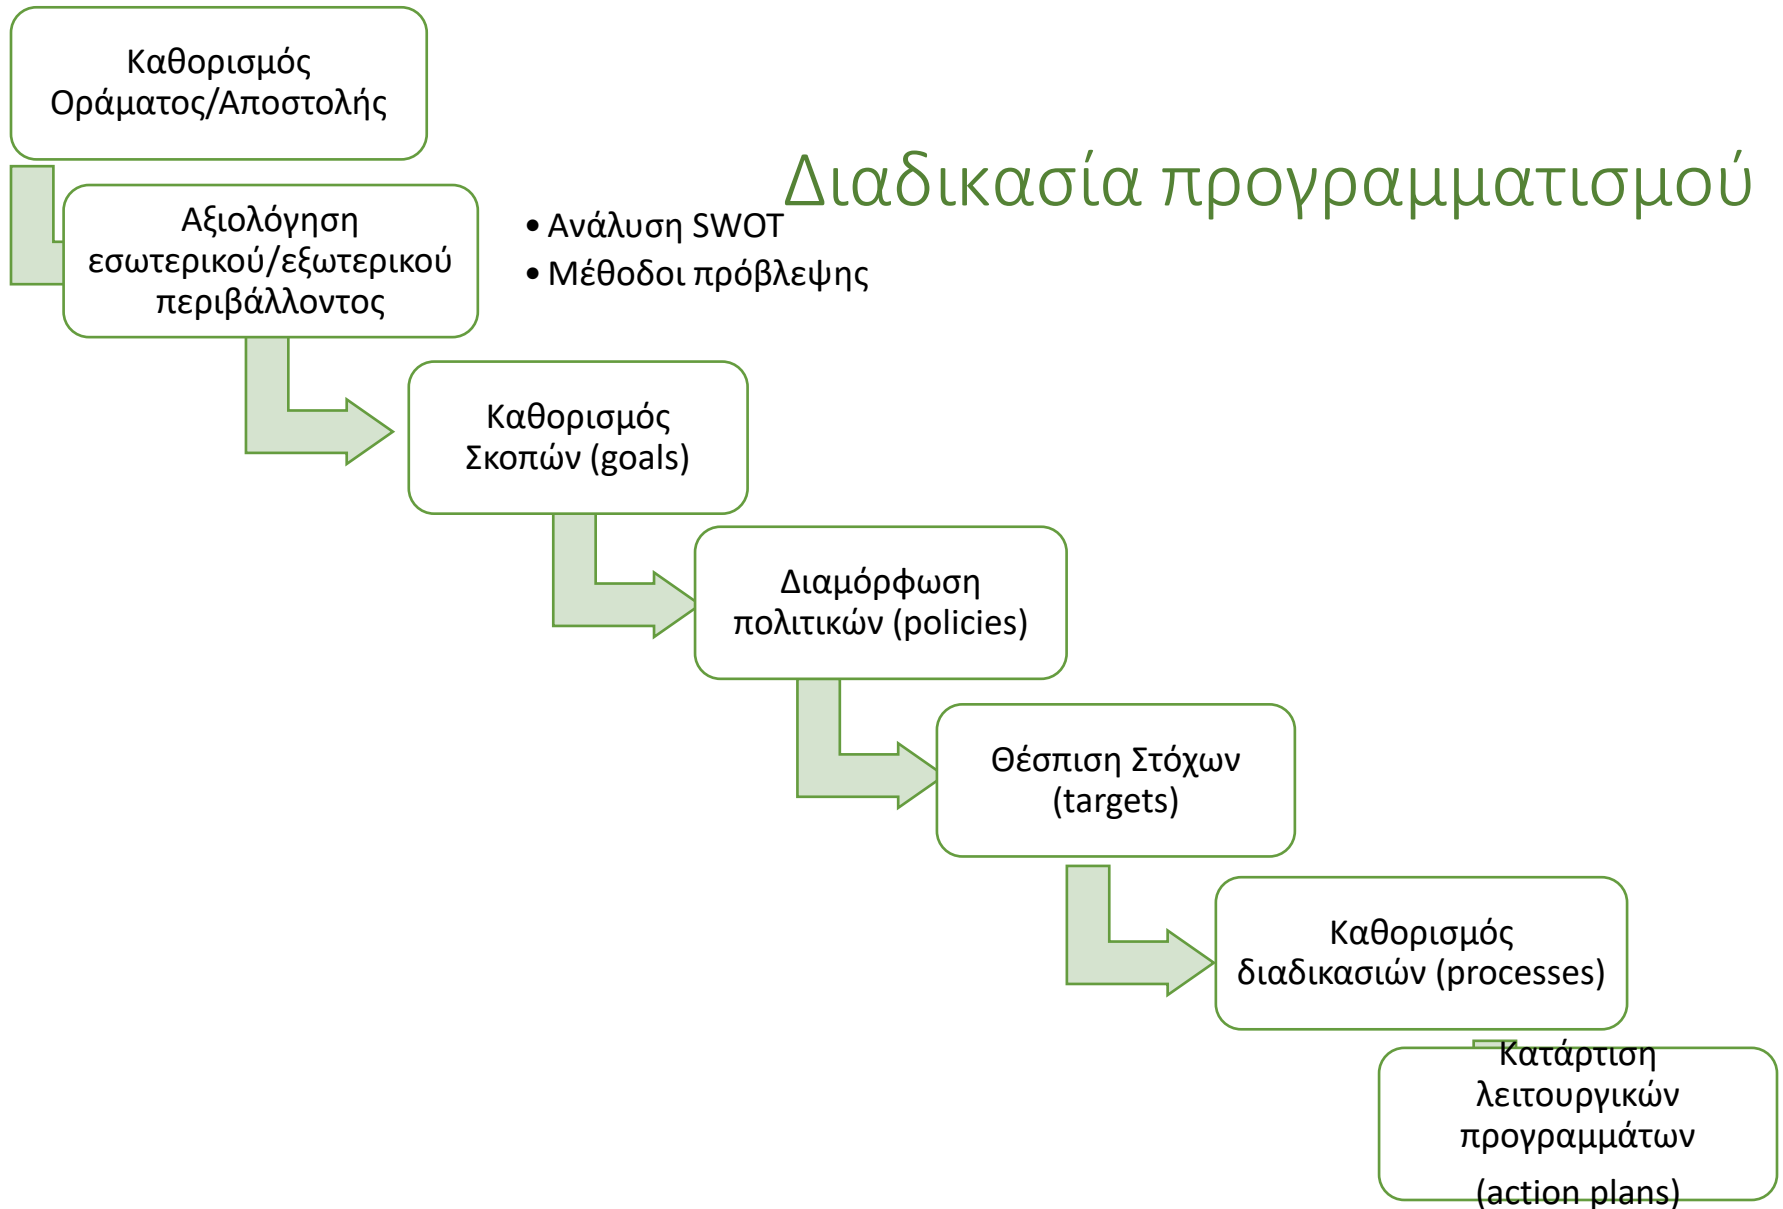 Καθορισμός
Οράματος/Αποστολής
Διαδικασία προγραμματισμού
Αξιολόγηση
εσωτερικού/εξωτερικού
περιβάλλοντος
• Ανάλυση SWOT
• Μέθοδοι πρόβλεψης
Καθορισμός
Σκοπών (goals)
Διαμόρφωση
πολιτικών (policies)
Θέσπιση Στόχων
(targets)
Καθορισμός
διαδικασιών (processes)
Κατάρτιση
λειτουργικών
προγραμμάτων
(action plans)